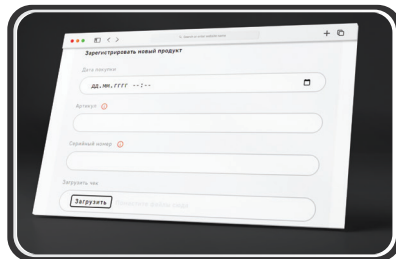 Зарегистрировать новый продукт
Дата покупки
дд.мм.гггг --:--
Артикул
Серийный номер
Загрузить чек
Загрузить